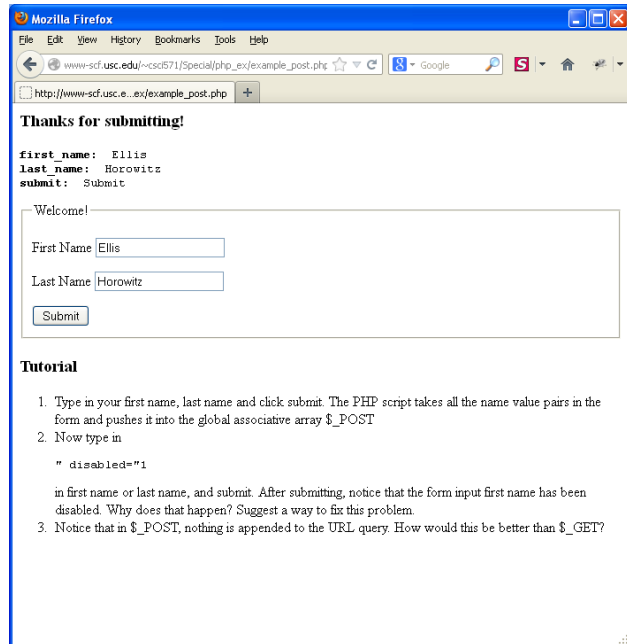 Mozilla Firefox
File Edit View History Bookmarks Tools Help
www-scf.usc.edu/~csci571/Special/php_ex/example_post.php
Google
http://www-scf.usc.e...ex/example_post.php
Thanks for submitting!
first_name: Ellis
last_name: Horowitz
submit: Submit
Welcome!
First Name Ellis
Last Name Horowitz
Submit
Tutorial
1. Type in your first name, last name and click submit. The PHP script takes all the name value pairs in the
form and pushes it into the global associative array $_POST
2. Now type in
" disabled="1
in first name or last name, and submit. After submitting, notice that the form input first name has been
disabled. Why does that happen? Suggest a way to fix this problem.
3. Notice that in $_POST, nothing is appended to the URL query. How would this be better than $_GET?